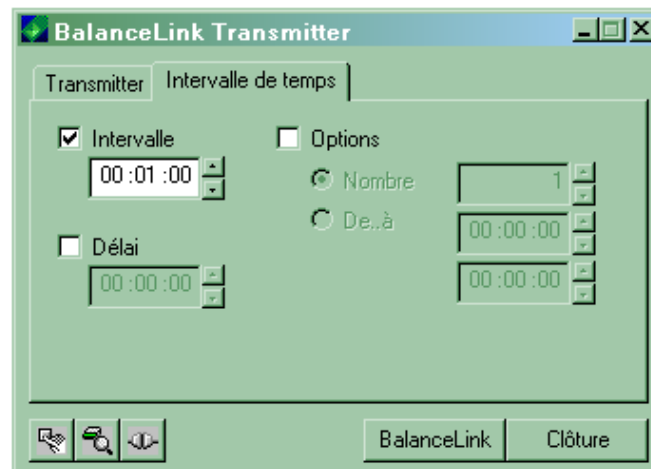 BalanceLink Transmitter
Transmitter Intervalle de temps
Intervalle Options
00 :01 :00 Nombre 1
De..à 00 :00 :00
Délai
00 :00 :00 00 :00 :00
BalanceLink Clôture